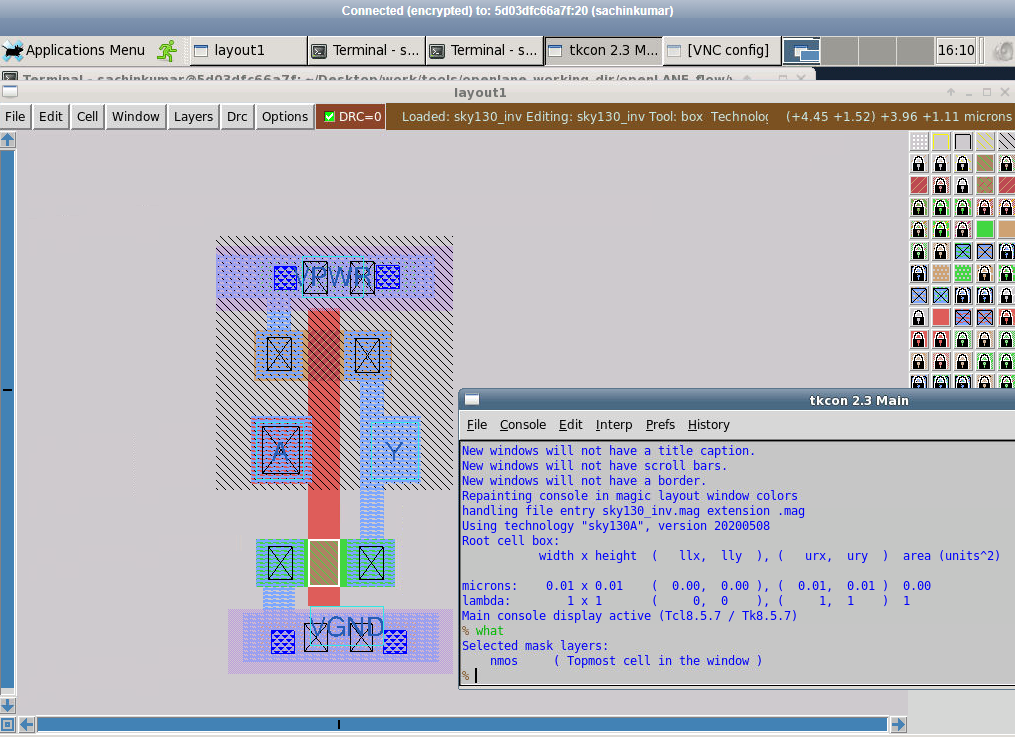 Connected (encrypted) to: 5d03dfc66a7f:20 (sachinkumar)
Applications Menu layout1 Terminal - s... Terminal - s... tkcon 2.3 M... [VNC config] 16:10
Terminal - sachinkumar@5d03dfc66a7f: ~/Desktop/work/tools/openlane_working_dir/openLANE_flow/
layout1
File Edit Cell Window Layers Drc Options DRC=0 Loaded: sky130_inv Editing: sky130_inv Tool: box Technolog (+4.45 +1.52) +3.96 +1.11 microns
VPWR
A Y
VGND
tkcon 2.3 Main
File Console Edit Interp Prefs History
New windows will not have a title caption.
New windows will not have scroll bars.
New windows will not have a border.
Repainting console in magic layout window colors
handling file entry sky130_inv.mag extension .mag
Using technology "sky130A", version 20200508
Root cell box:
width x height ( llx, lly ), ( urx, ury ) area (units^2)
microns: 0.01 x 0.01 ( 0.00, 0.00 ), ( 0.01, 0.01 ) 0.00
lambda: 1 x 1 ( 0, 0 ), ( 1, 1 ) 1
Main console display active (Tcl8.5.7 / Tk8.5.7)
% what
Selected mask layers:
nmos ( Topmost cell in the window )
%